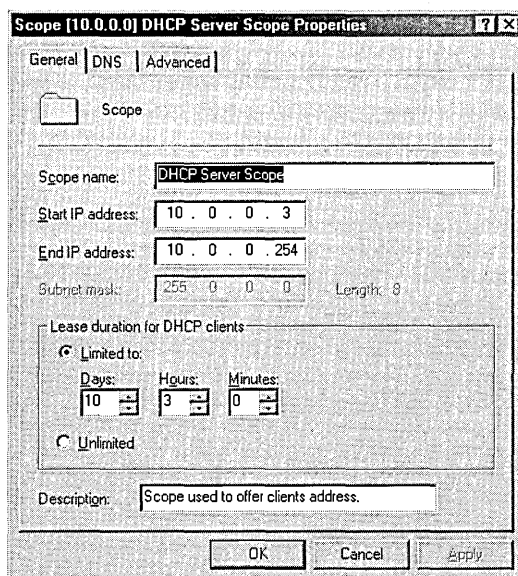 Scope [10.0.0.0] DHCP Server Scope Properties ? X
General DNS Advanced
Scope
Scope name: DHCP Server Scope
Start IP address: 10 . 0 . 0 . 3
End IP address: 10 . 0 . 0 . 254
Subnet mask: 255 0 0 0 Length: 8
Lease duration for DHCP clients
Limited to:
Days: Hours: Minutes:
10 3 0
Unlimited
Description: Scope used to offer clients address.
OK Cancel Apply